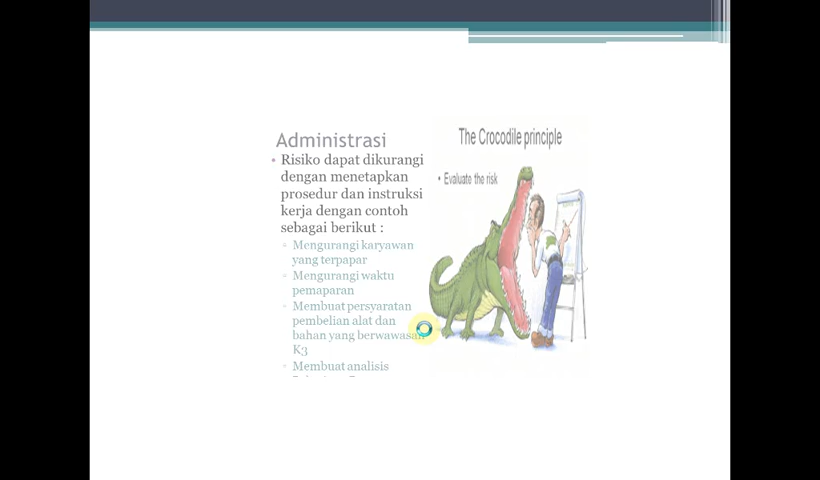 Administrasi
• Risiko dapat dikurangi
dengan menetapkan
prosedur dan instruksi
kerja dengan contoh
sebagai berikut :
▫ Mengurangi karyawan
yang terpapar
▫ Mengurangi waktu
pemaparan
▫ Membuat persyaratan
pembelian alat dan
bahan yang berwawasan
K3
▫ Membuat analisis
The Crocodile principle
• Evaluate the risk